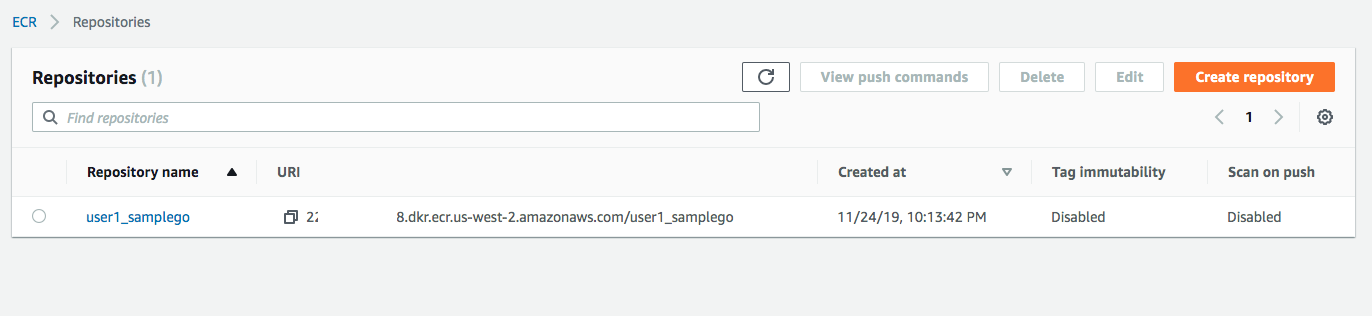 ECR > Repositories
Repositories (1) View push commands Delete Edit Create repository
Find repositories 1
Repository name URI Created at Tag immutability Scan on push
user1_samplego 22 8.dkr.ecr.us-west-2.amazonaws.com/user1_samplego 11/24/19, 10:13:42 PM Disabled Disabled